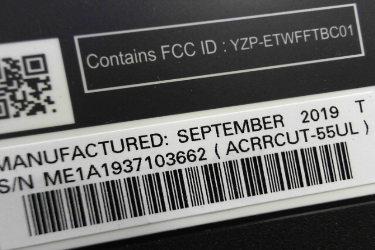 Contains FCC ID : YZP-ETWFFTBC01
MANUFACTURED: SEPTEMBER 2019 T
S/N ME1A1937103662 ( ACRRCUT-55UL )